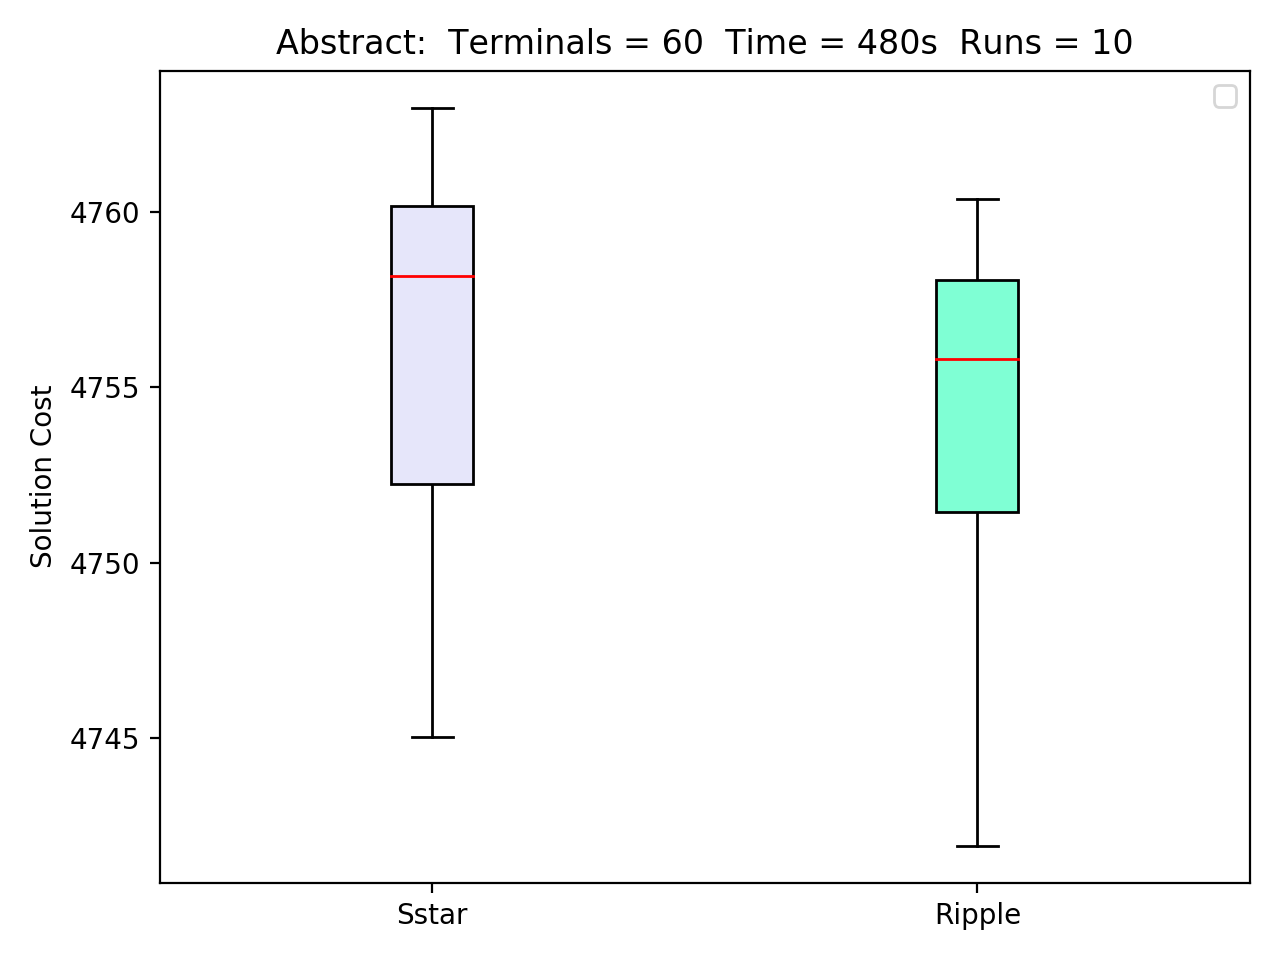 Abstract:  Terminals = 60  Time = 480s  Runs = 10
Solution Cost
4760
4755
4750
4745
Sstar
Ripple